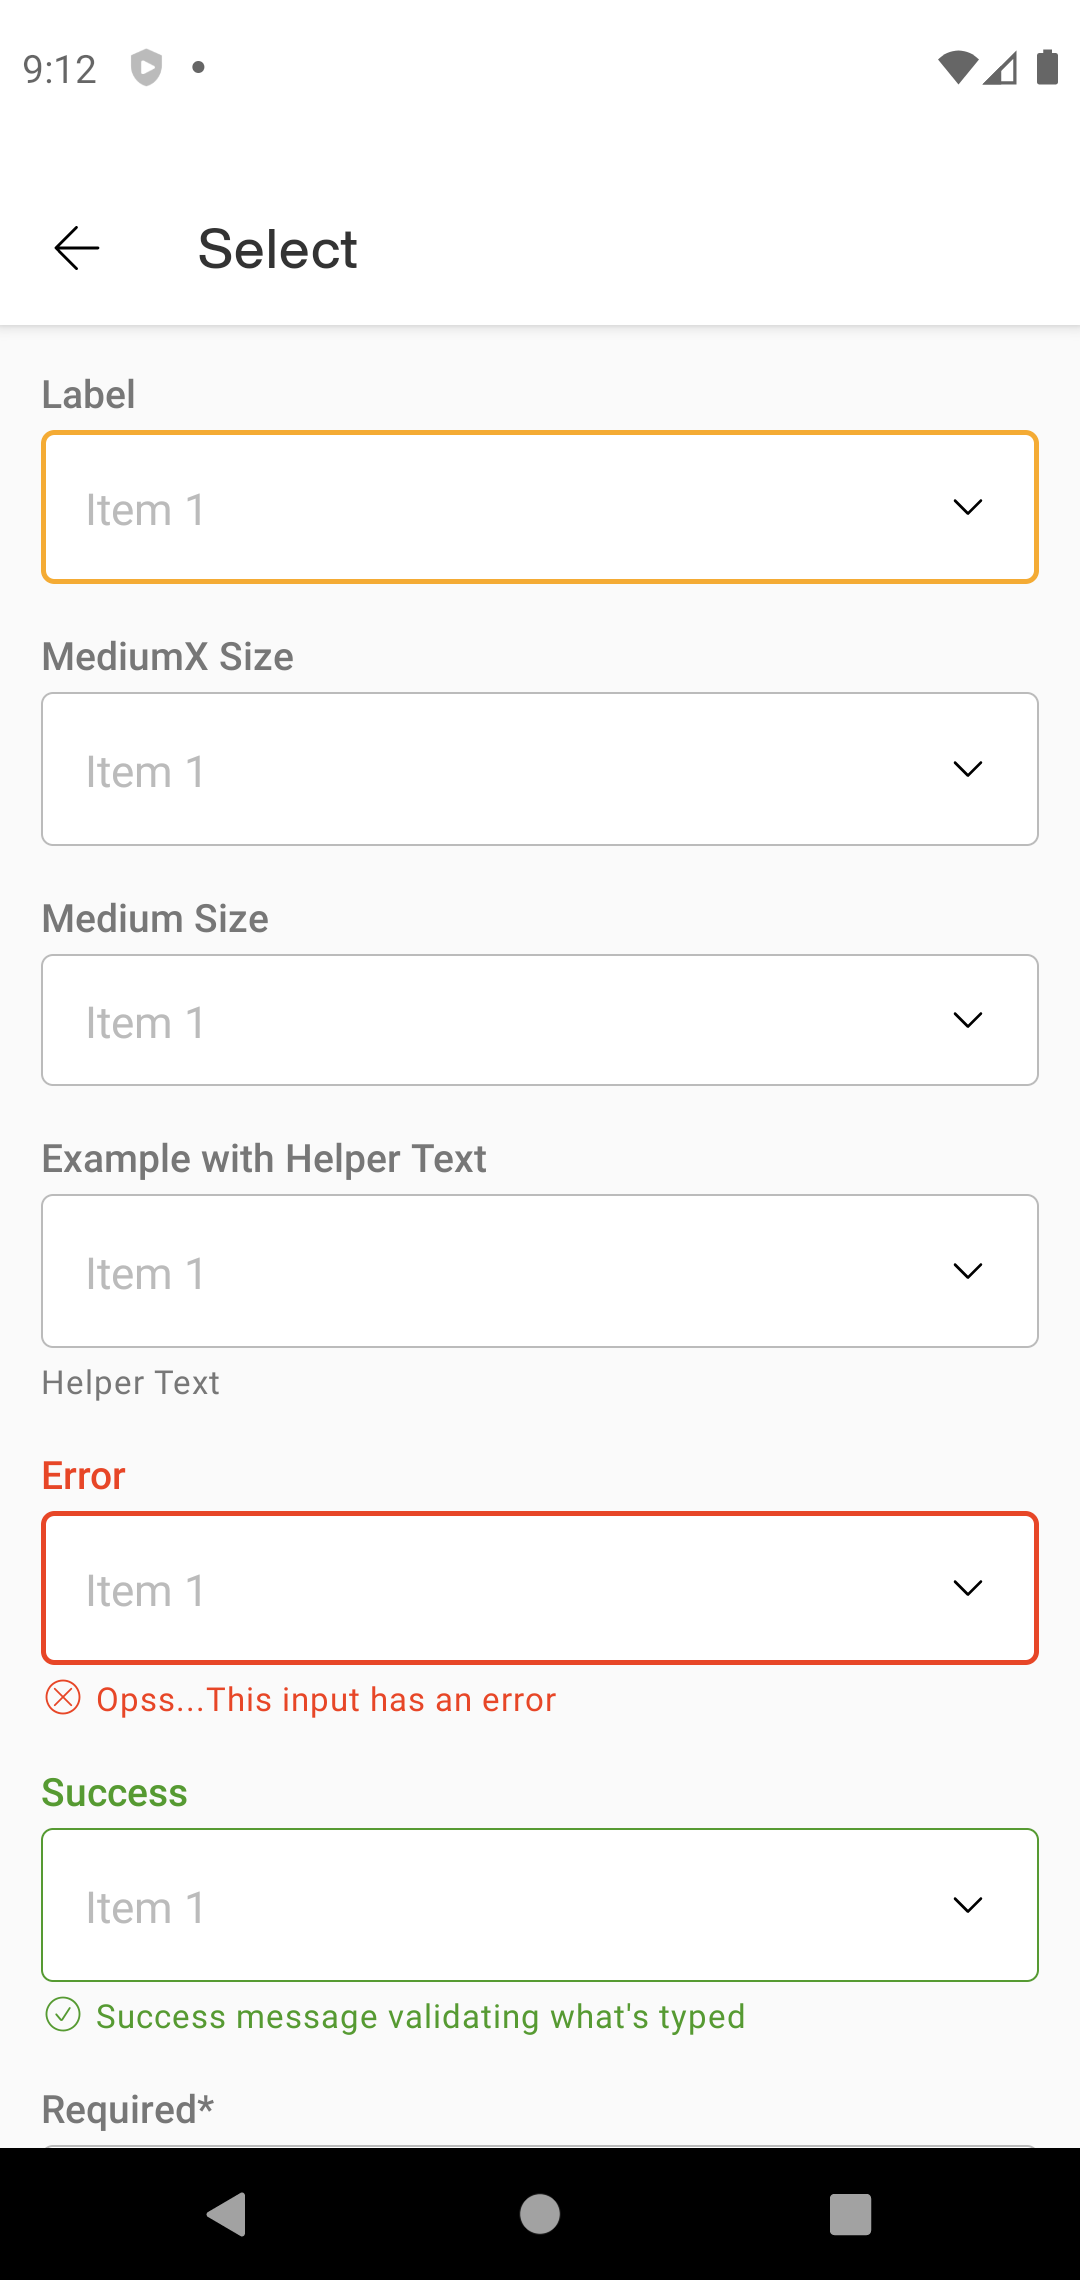 9:12
Select
Label
Item 1
MediumX Size
Item 1
Medium Size
Item 1
Example with Helper Text
Item 1
Helper Text
Error
Item 1
Opss...This input has an error
Success
Item 1
Success message validating what's typed
Required*